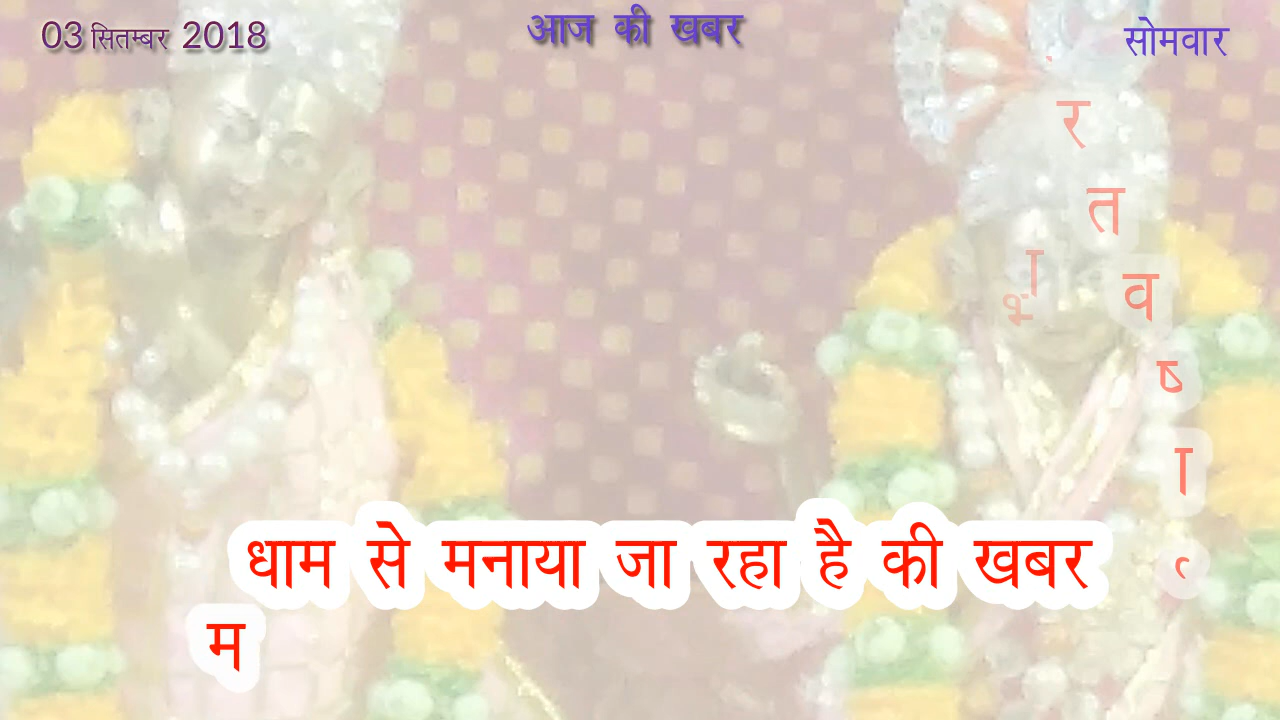 03 सितम्बर 2018
आज की खबर
सोमवार
धाम से मनाया जा रहा है की खबर
म